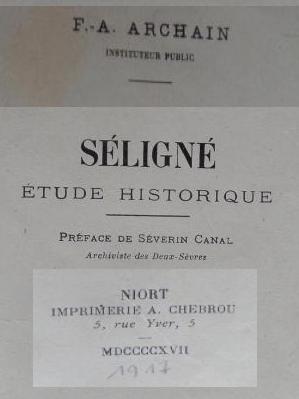 F.-A. ARCHAIN
INSTITUTEUR PUBLIC
SÉLIGNÉ
ÉTUDE HISTORIQUE
PRÉFACE DE SÉVERIN CANAL
Archiviste des Deux-Sèvres
NIORT
IMPRIMERIE A. CHEBROU
5, rue Yver, 5
MDCCCCXVII
1917